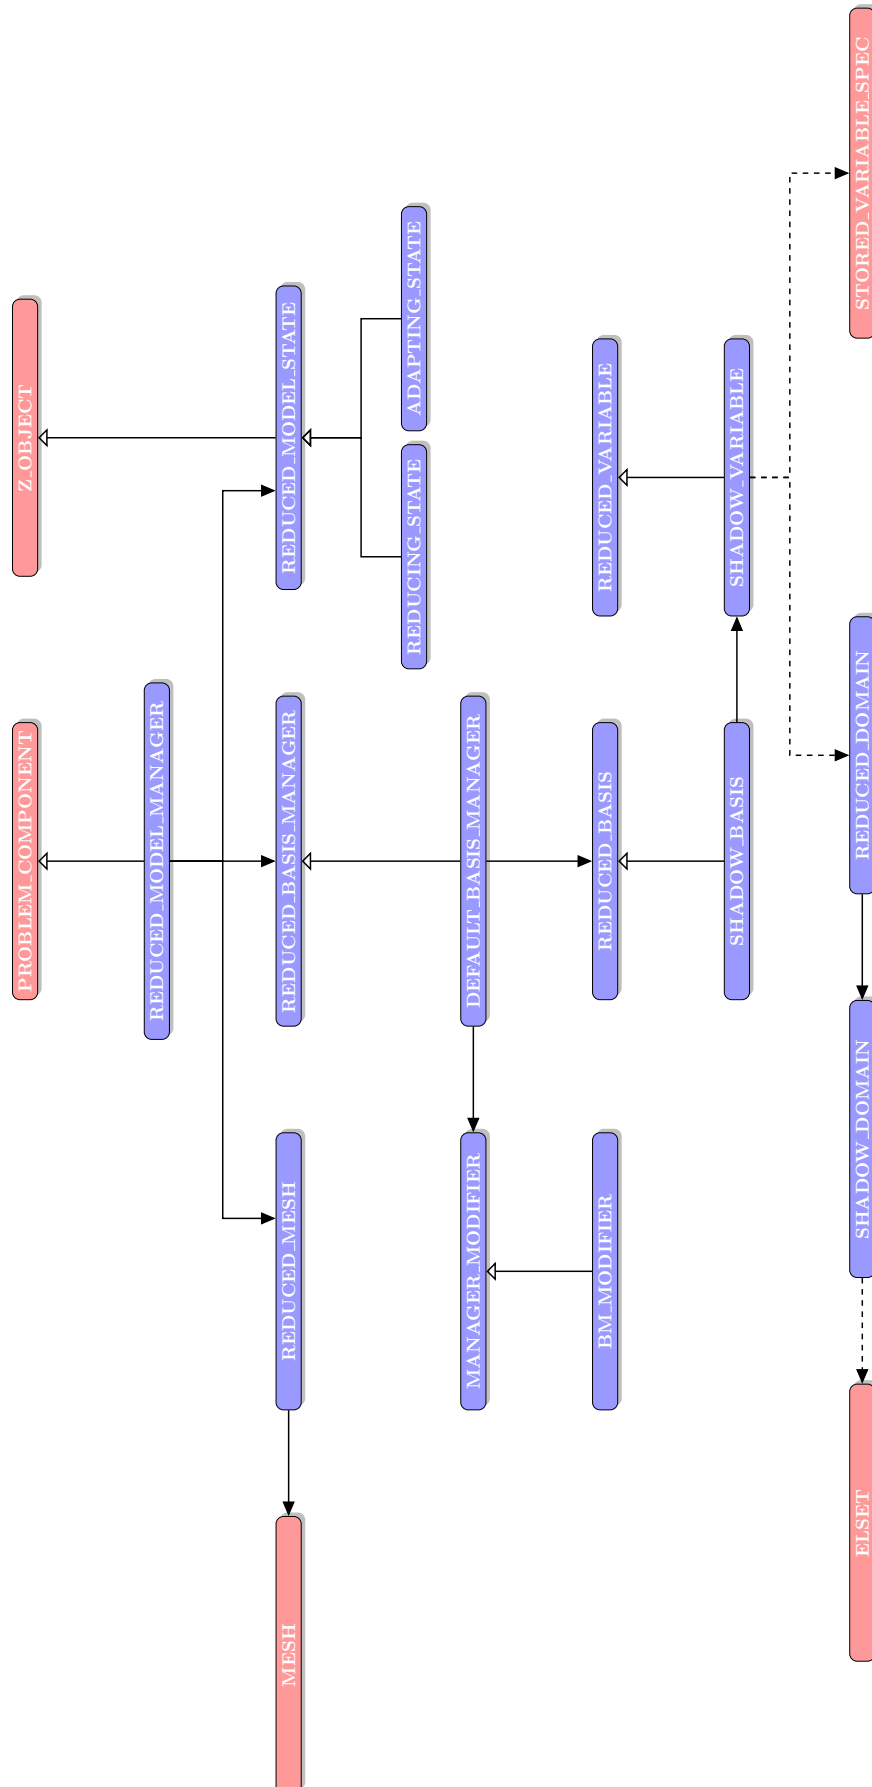 Z_OBJECT
PROBLEM_COMPONENT
REDUCED_MODEL_MANAGER
REDUCED_MODEL_STATE
REDUCED_BASIS_MANAGER
REDUCED_MESH
MESH
ADAPTING_STATE
REDUCING_STATE
DEFAULT_BASIS_MANAGER
MANAGER_MODIFIER
REDUCED_VARIABLE
REDUCED_BASIS
BM_MODIFIER
SHADOW_VARIABLE
SHADOW_BASIS
STORED_VARIABLE_SPEC
REDUCED_DOMAIN
SHADOW_DOMAIN
ELSET